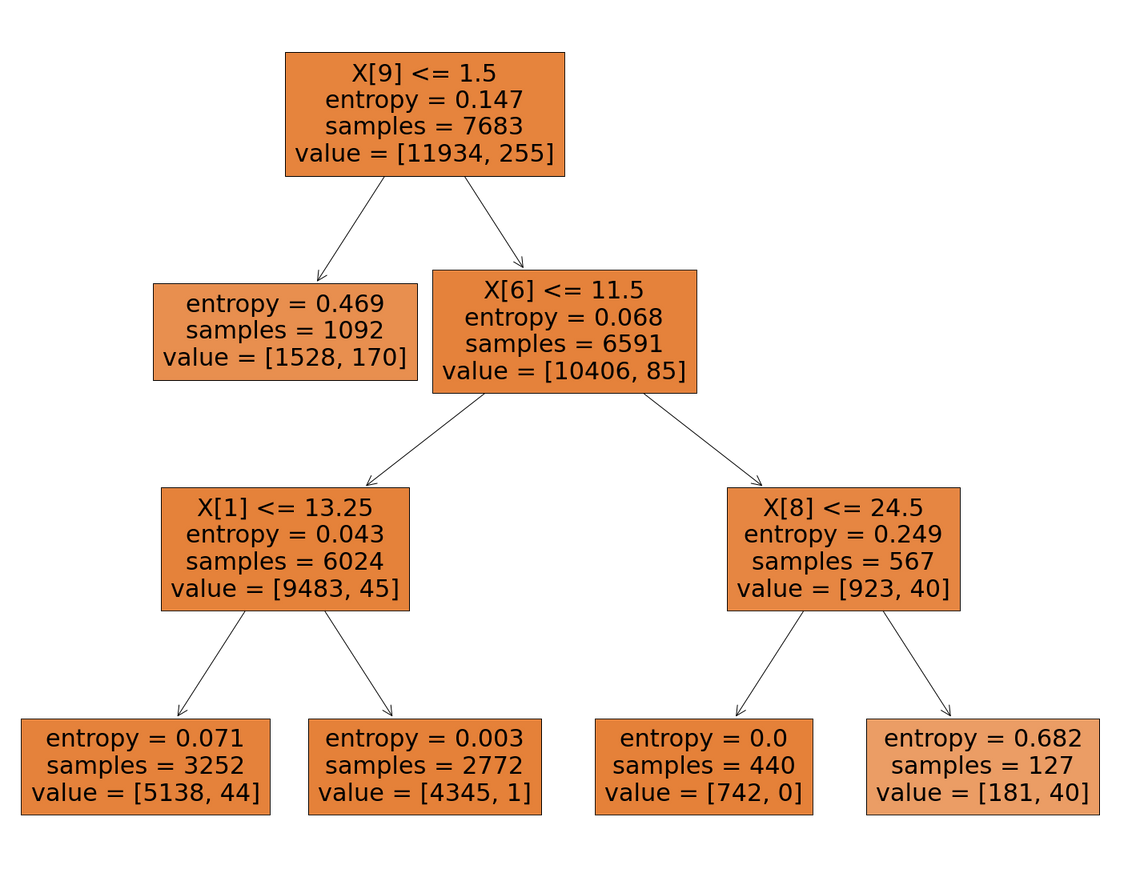 X[9] <= 1.5
entropy = 0.147
samples = 7683
value = [11934, 255]
entropy = 0.469
samples = 1092
value = [1528, 170]
X[6] <= 11.5
entropy = 0.068
samples = 6591
value = [10406, 85]
X[1] <= 13.25
entropy = 0.043
samples = 6024
value = [9483, 45]
X[8] <= 24.5
entropy = 0.249
samples = 567
value = [923, 40]
entropy = 0.071
samples = 3252
value = [5138, 44]
entropy = 0.003
samples = 2772
value = [4345, 1]
entropy = 0.0
samples = 440
value = [742, 0]
entropy = 0.682
samples = 127
value = [181, 40]